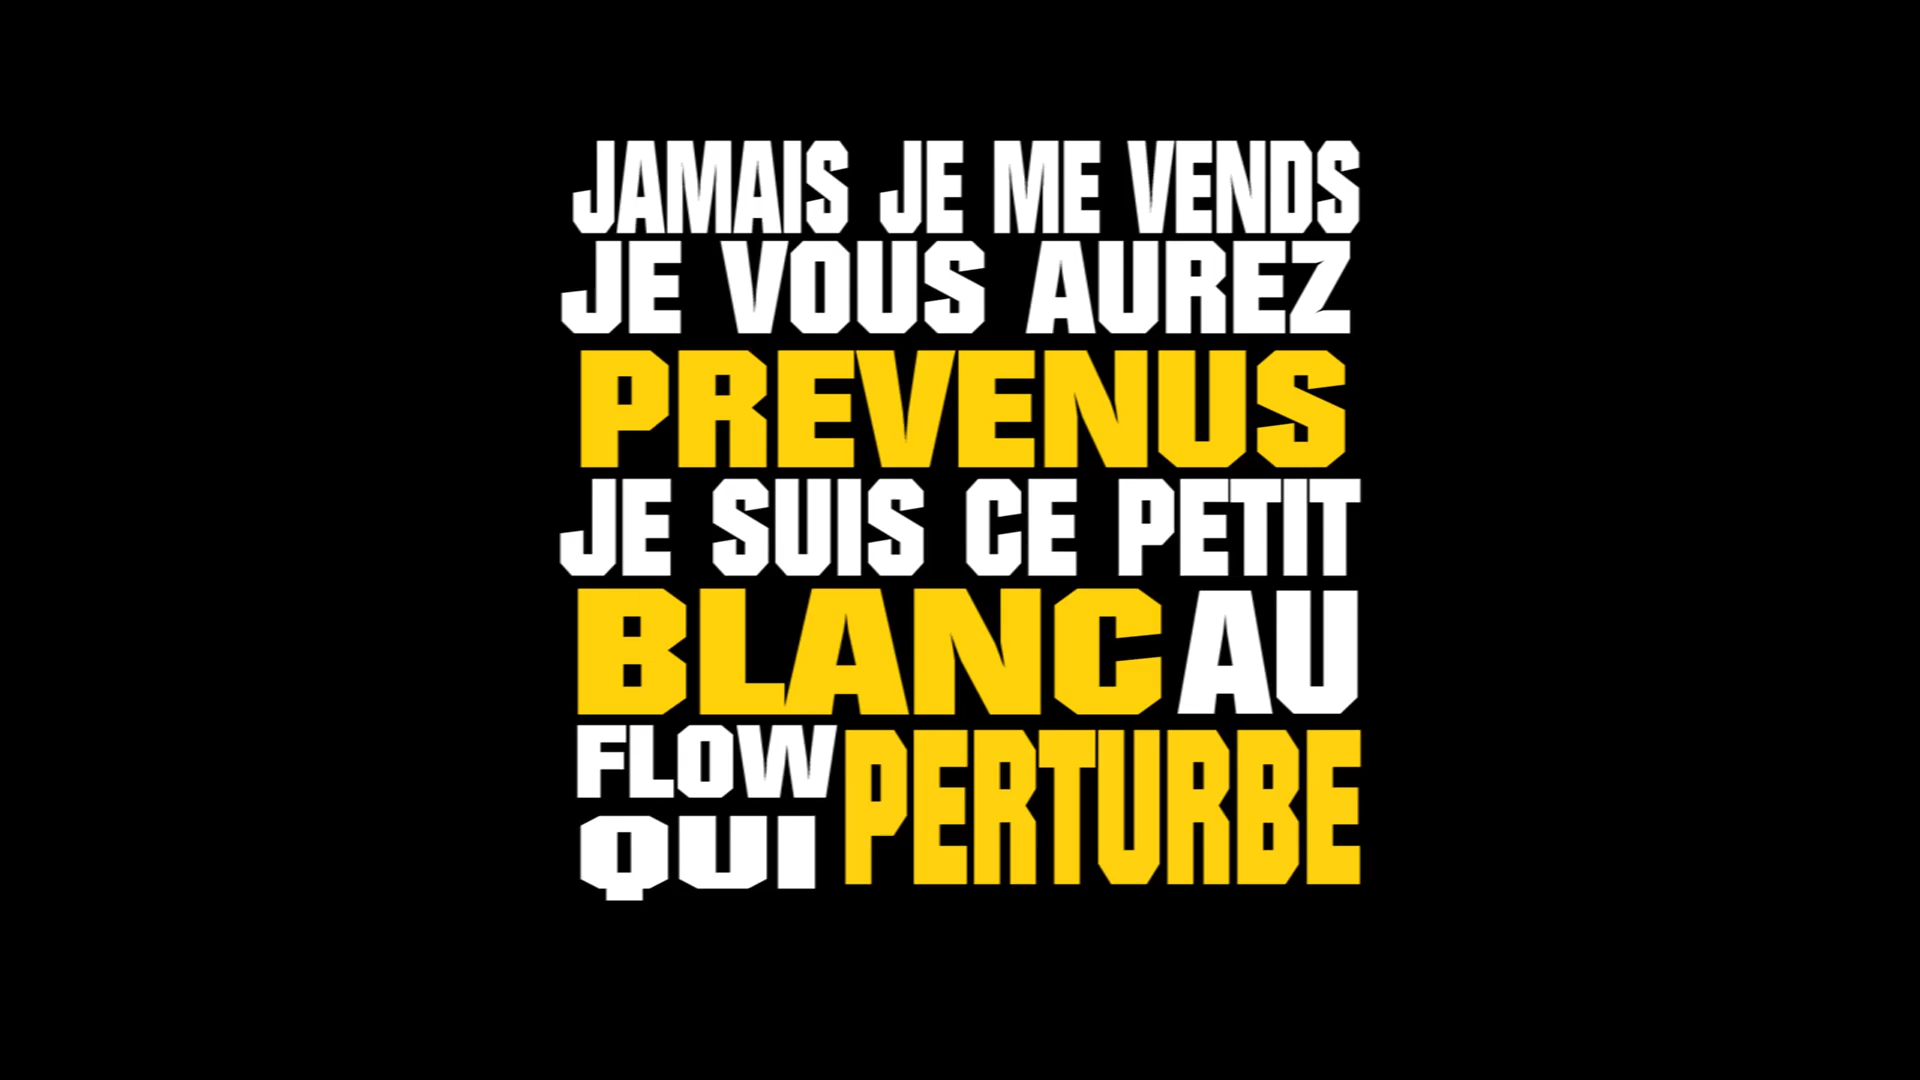 JAMAIS JE ME VENDS
JE VOUS AUREZ
PREVENUS
JE SUIS CE PETIT
BLANC AU
FLOW
QUI
PERTURBE